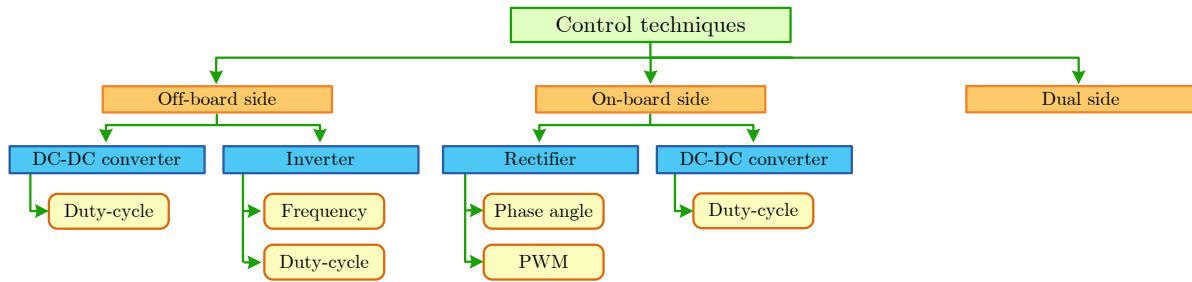 Control techniques
Off-board side
On-board side
Dual side
DC-DC converter
Inverter
Rectifier
DC-DC converter
Duty-cycle
Frequency
Phase angle
Duty-cycle
Duty-cycle
PWM